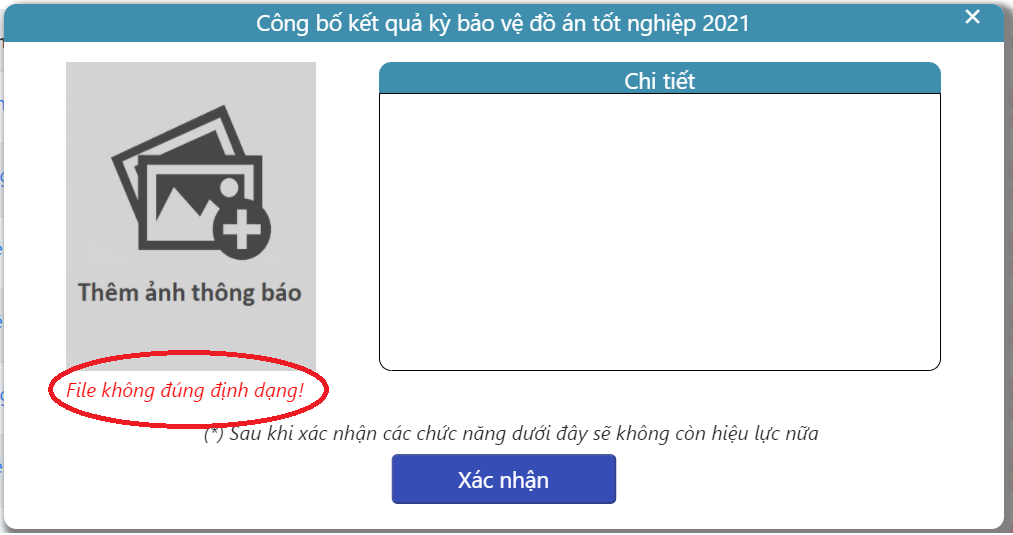 Công bố kết quả kỳ bảo vệ đồ án tốt nghiệp 2021
Chi tiết
Thêm ảnh thông báo
File không đúng định dạng!
(*) Sau khi xác nhận các chức năng dưới đây sẽ không còn hiệu lực nữa
Xác nhận